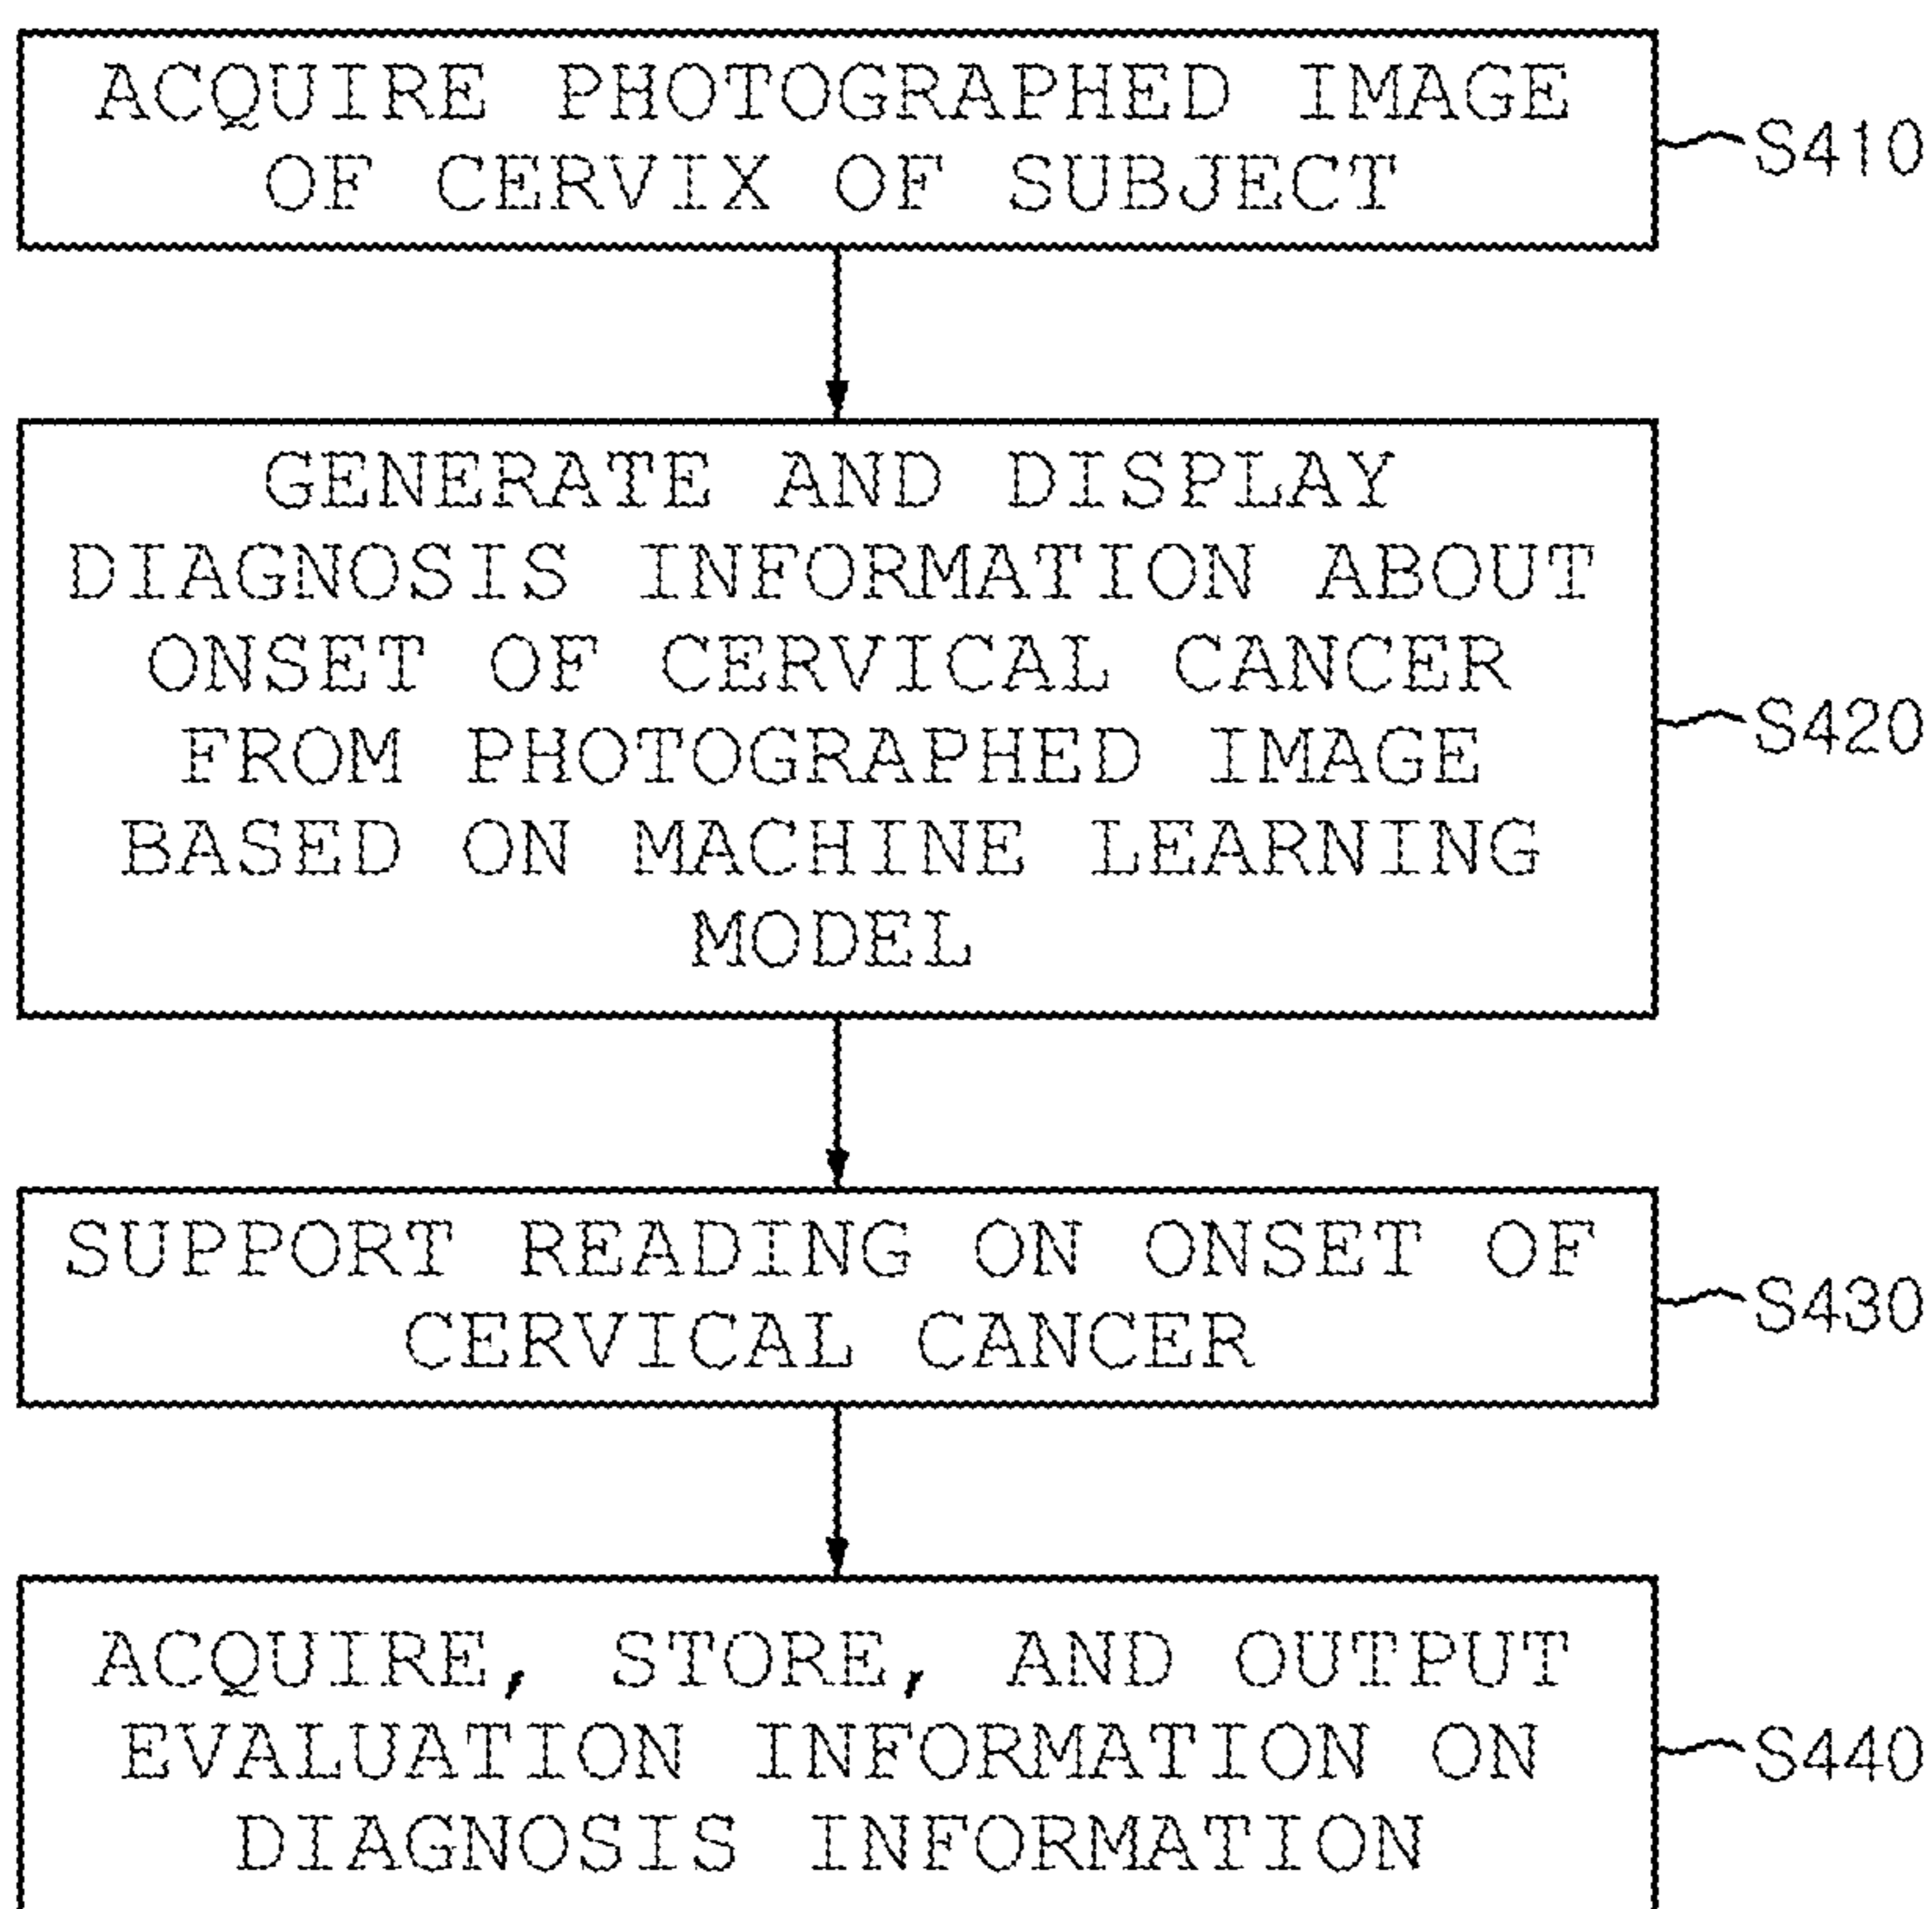 ACQUIRE PHOTOGRAPHED IMAGE
OF CERVIX OF SUBJECT
S410
GENERATE AND DISPLAY
DIAGNOSIS INFORMATION ABOUT
ONSET OF CERVICAL CANCER
FROM PHOTOGRAPHED IMAGE
BASED ON MACHINE LEARNING
MODEL
S420
SUPPORT READING ON ONSET OF
CERVICAL CANCER
S430
ACQUIRE, STORE, AND OUTPUT
EVALUATION INFORMATION ON
DIAGNOSIS INFORMATION
S440